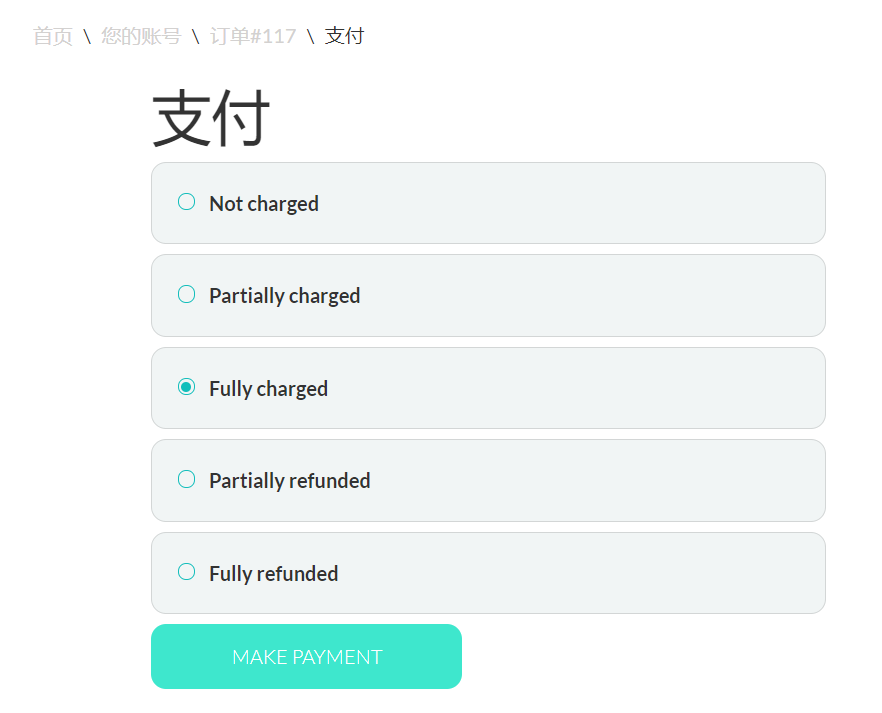 首页 \ 您的账号 \ 订单#117 \ 支付
支付
Not charged
Partially charged
Fully charged
Partially refunded
Fully refunded
MAKE PAYMENT